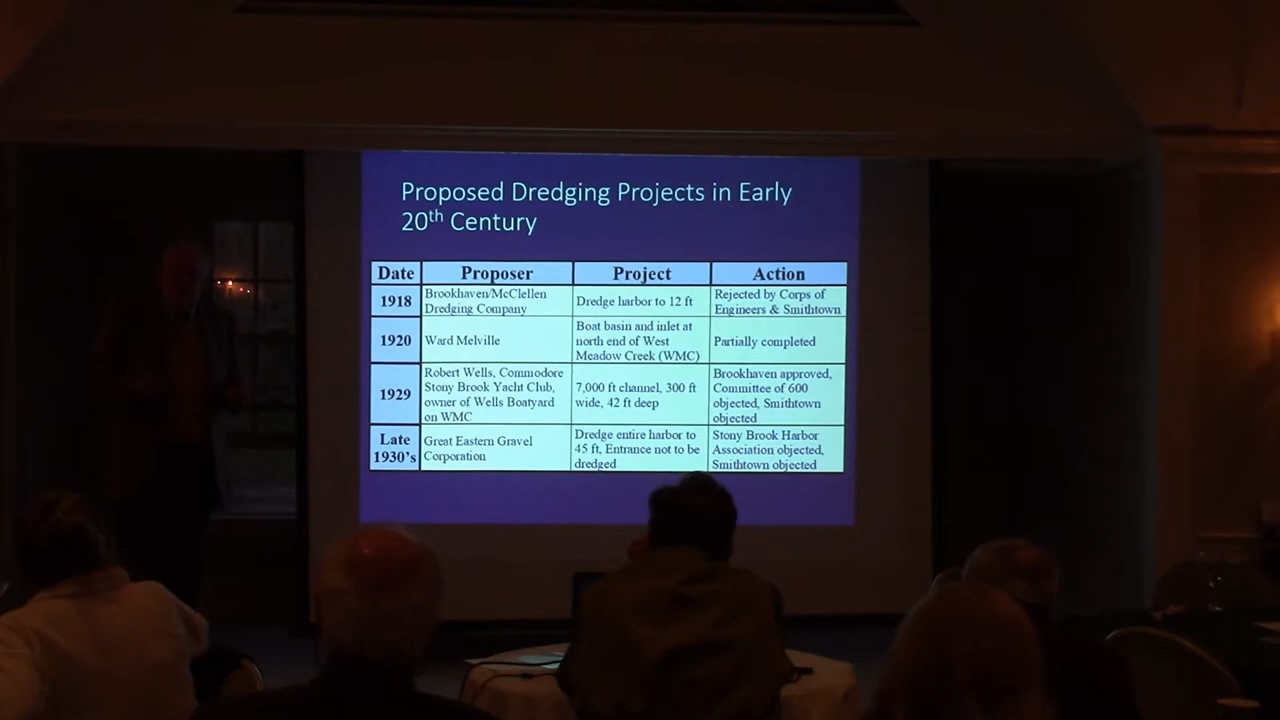 Proposed Dredging Projects in Early
20th Century
Date Proposer Project Action
1918
Brookhaven/McClellen
Dredging Company
Dredge harbor to 12 ft
Rejected by Corps of
Engineers & Smithtown
1920
Ward Melville
Boat basin and inlet at
north end of West
Meadow Creek (WMC)
Partially completed
1929
Robert Wells, Commodore
Stony Brook Yacht Club,
owner of Wells Boatyard
on WMC
7,000 ft channel, 300 ft
wide, 42 ft deep
Brookhaven approved,
Committee of 600
objected, Smithtown
objected
Late
1930's
Great Eastern Gravel
Corporation
Dredge entire harbor to
45 ft, Entrance not to be
dredged
Stony Brook Harbor
Association objected,
Smithtown objected